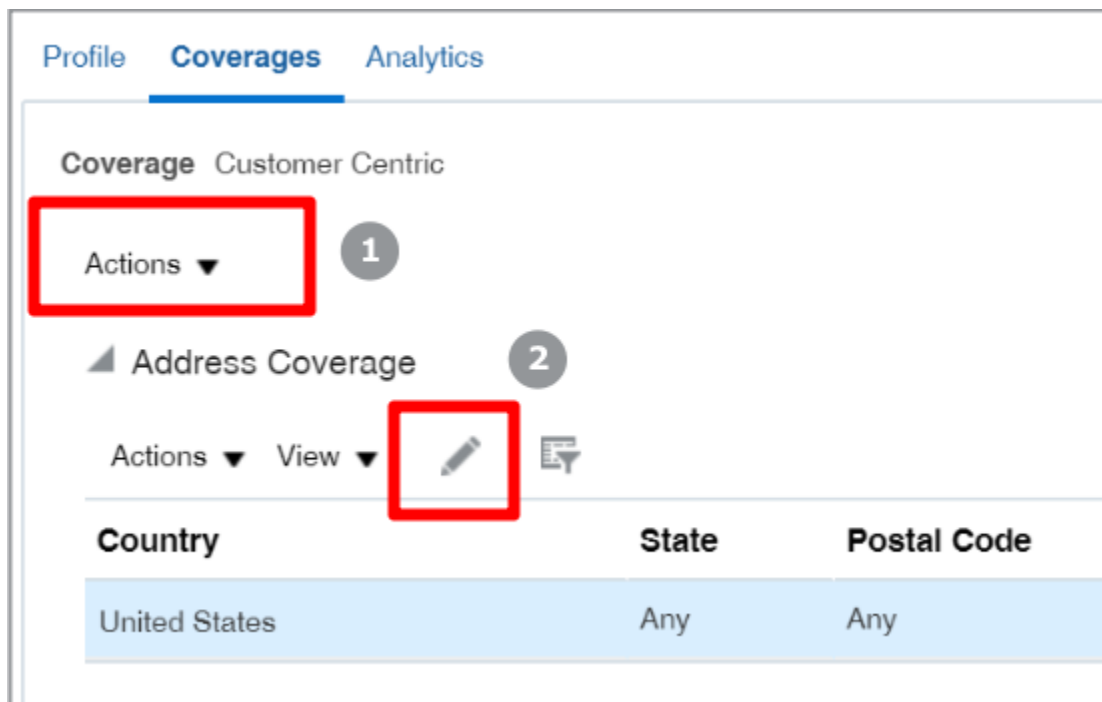 Profile Coverages Analytics
Coverage Customer Centric
Actions
1
Address Coverage
2
Actions View
Country State Postal Code
United States Any Any